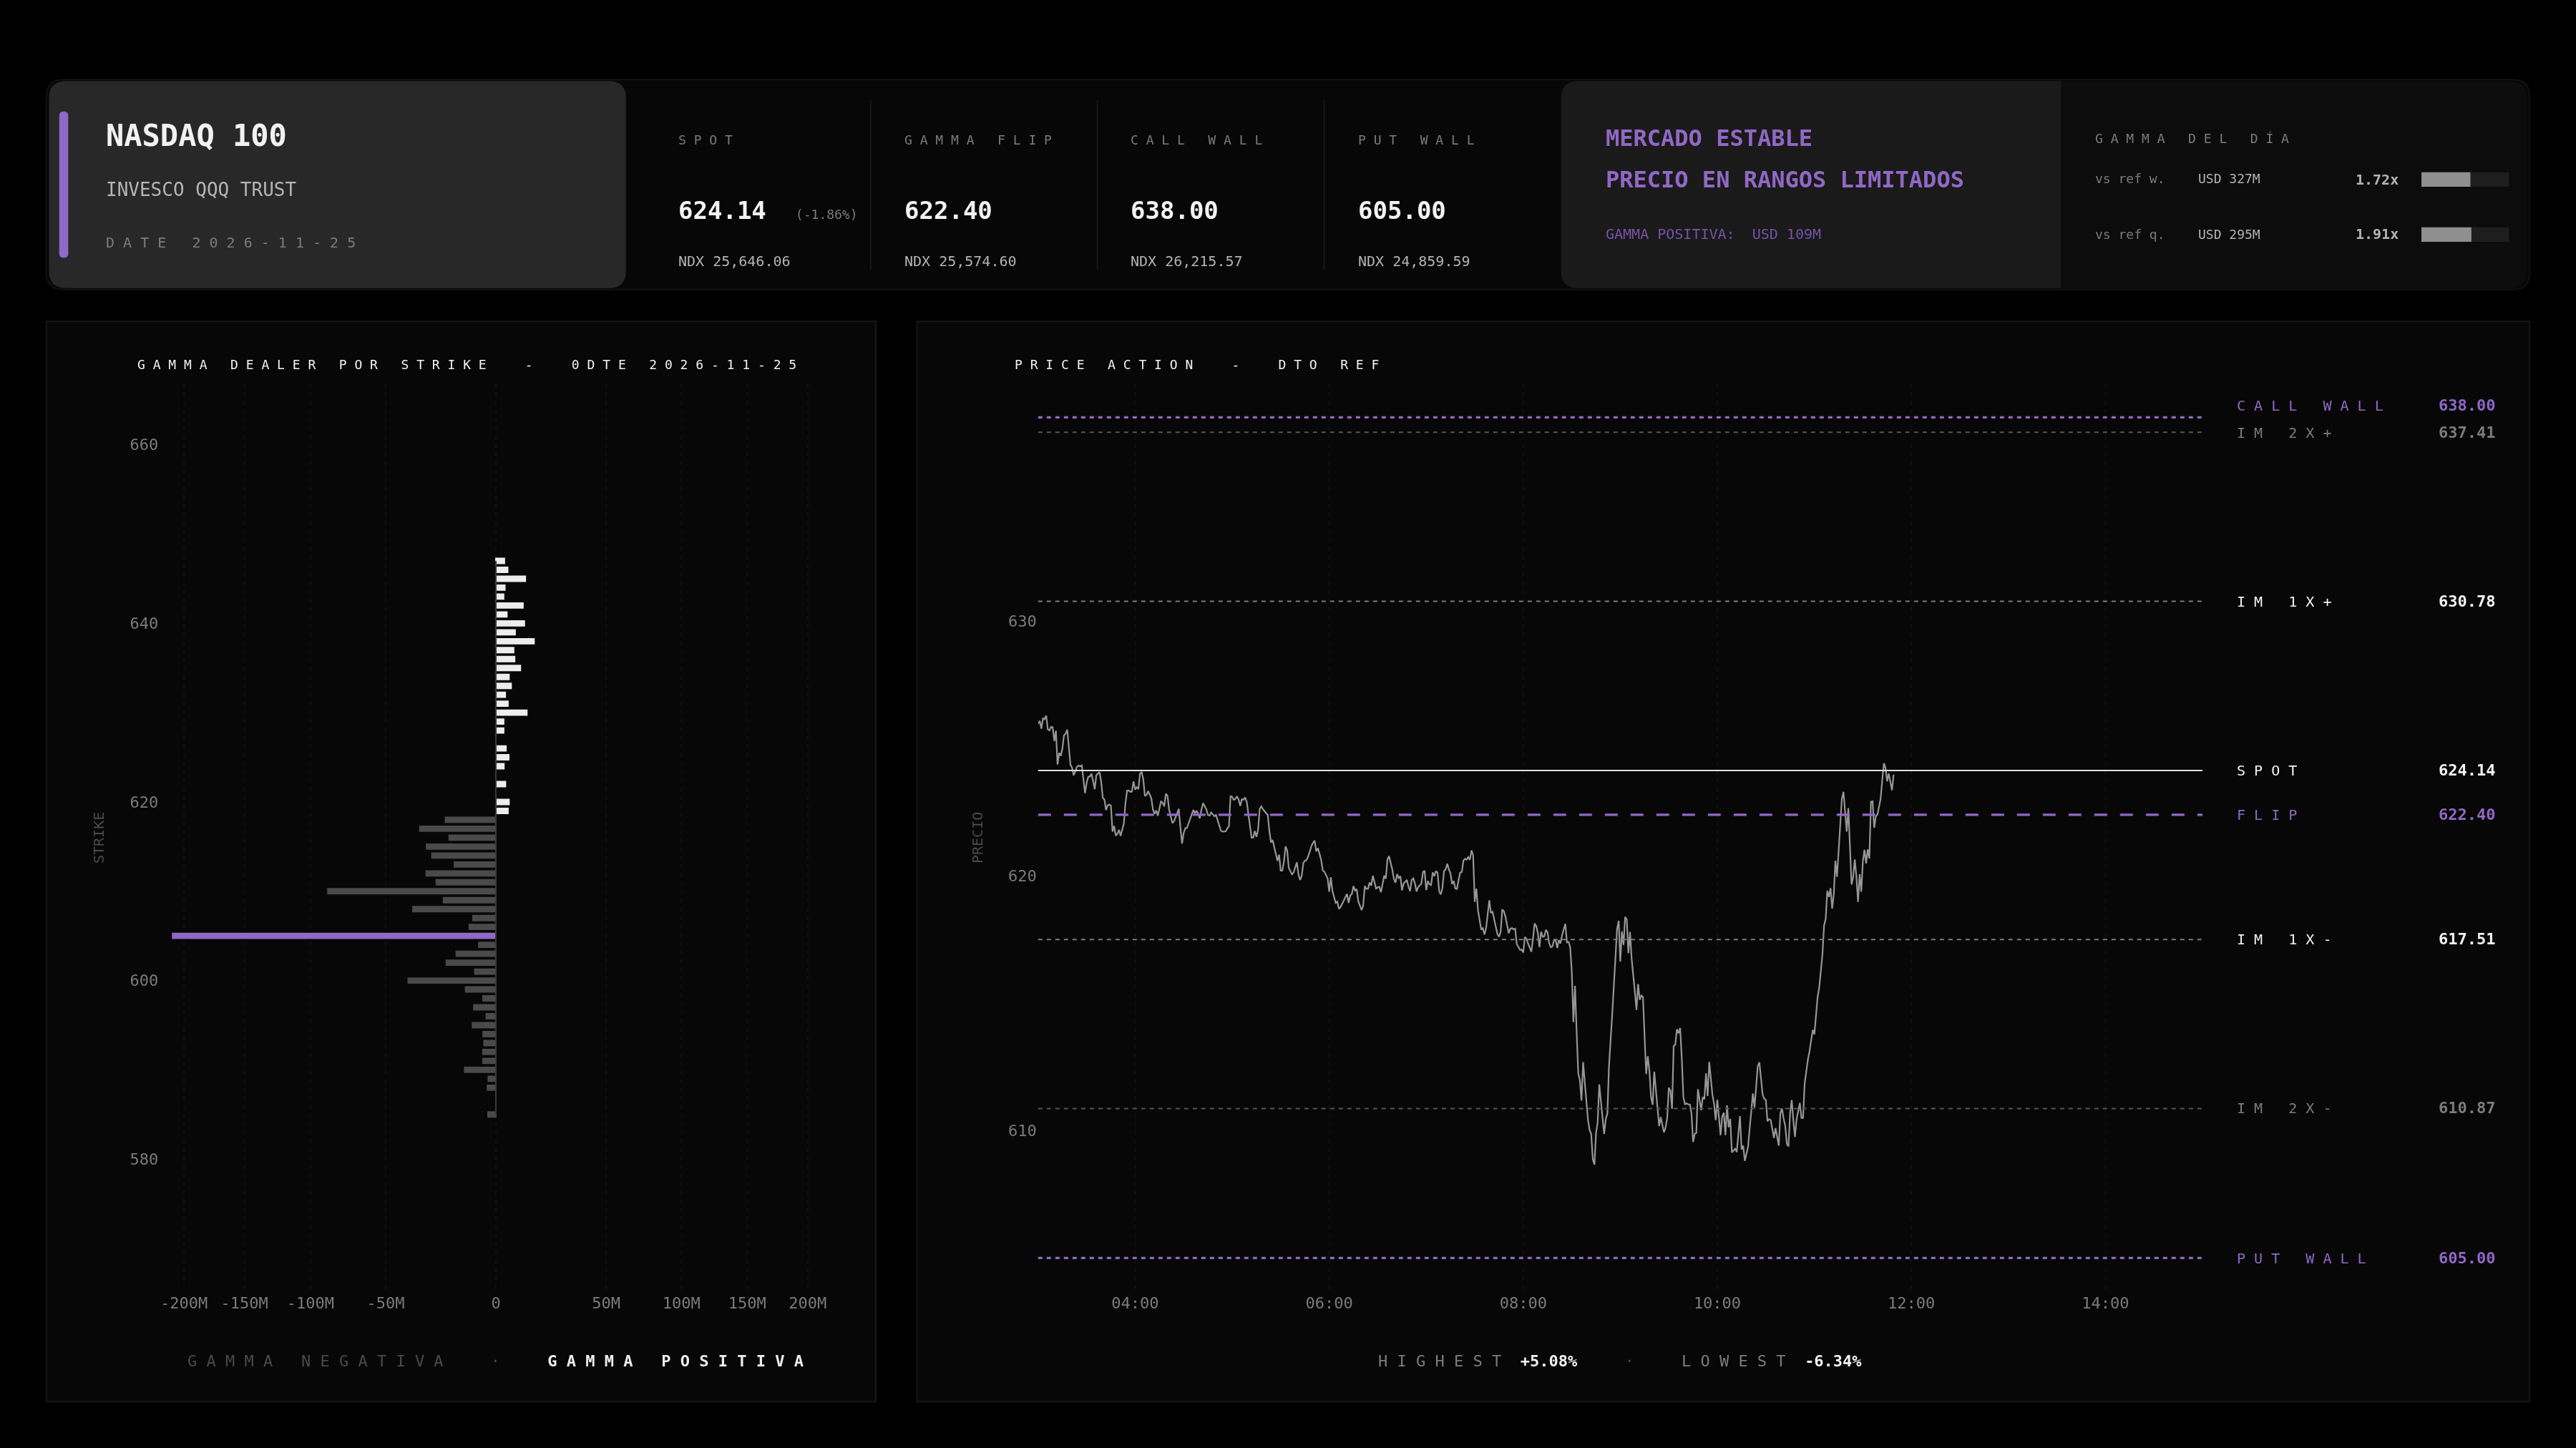 NASDAQ 100
INVESCO QQQ TRUST
DATE 2026-11-25
SPOT
624.14 (-1.86%)
NDX 25,646.06
GAMMA FLIP
622.40
NDX 25,574.60
CALL WALL
638.00
NDX 26,215.57
PUT WALL
605.00
NDX 24,859.59
MERCADO ESTABLE
PRECIO EN RANGOS LIMITADOS
GAMMA POSITIVA: USD 109M
GAMMA DEL DÍA
vs ref w. USD 327M 1.72x
vs ref q. USD 295M 1.91x
GAMMA DEALER POR STRIKE - 0DTE 2026-11-25
660
640
620
600
580
STRIKE
-200M -150M -100M -50M 0 50M 100M 150M 200M
GAMMA NEGATIVA · GAMMA POSITIVA
PRICE ACTION - DTO REF
630
620
610
PRECIO
CALL WALL 638.00
IM 2X+ 637.41
IM 1X+ 630.78
SPOT 624.14
FLIP 622.40
IM 1X- 617.51
IM 2X- 610.87
PUT WALL 605.00
04:00 06:00 08:00 10:00 12:00 14:00
HIGHEST +5.08% · LOWEST -6.34%